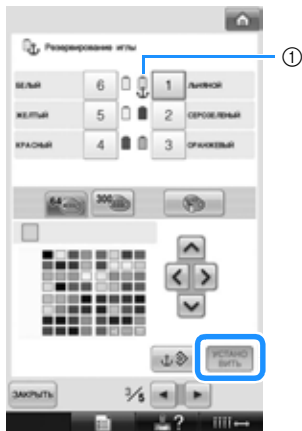 Резервирование иглы
①
БЕЛЫЙ 6 1 ЛЬНЯНОЙ
ЖЕЛТЫЙ 5 2 СЕРОЗЕЛЕНЫЙ
КРАСНЫЙ 4 3 ОРАНЖЕВЫЙ
64 300
УСТАНО
ВИТЬ
ЗАКРЫТЬ 3/5
?